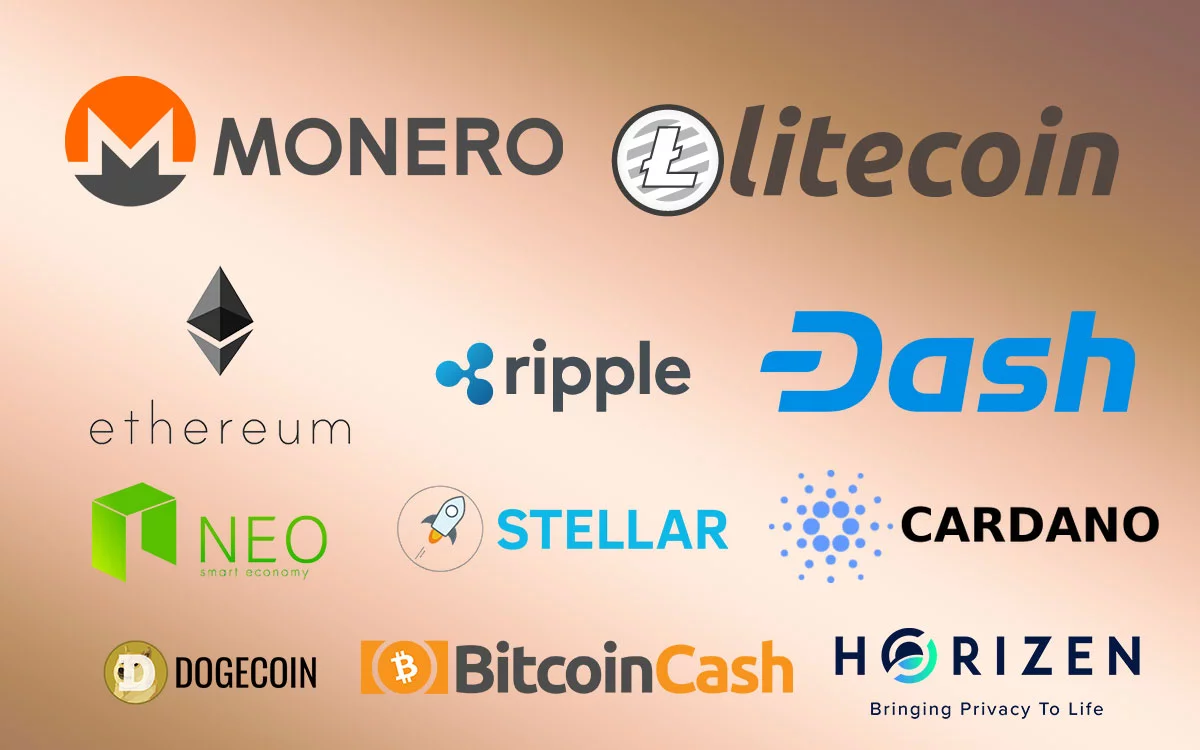 MONERO
litecoin
ethereum
ripple
Dash
NEO
smart economy
STELLAR
CARDANO
DOGECOIN
BitcoinCash
HORIZEN
Bringing Privacy To Life